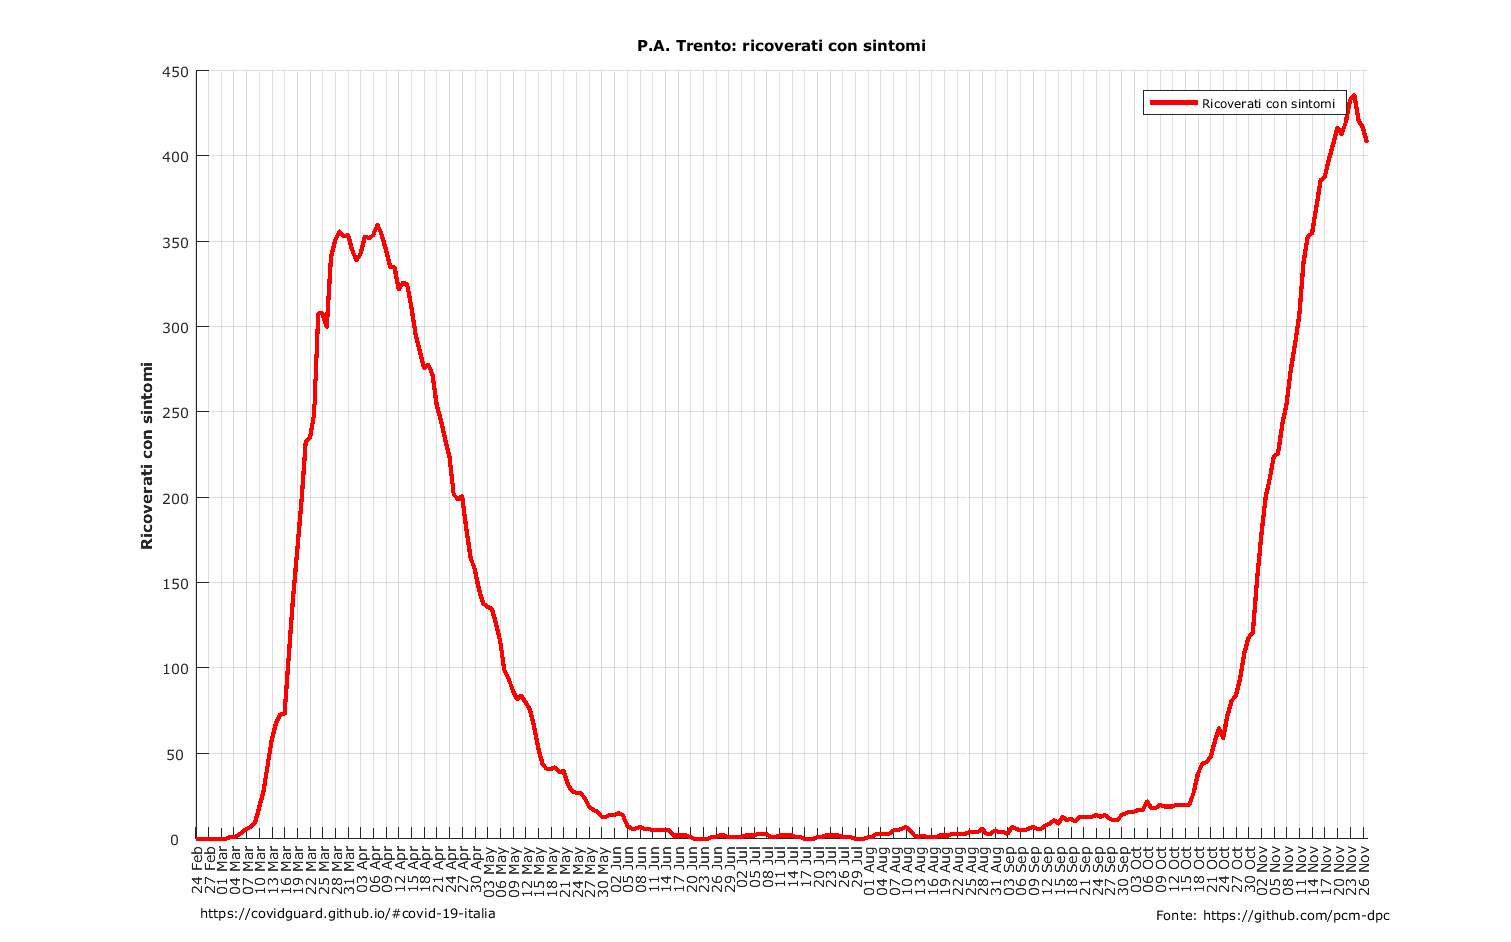 P.A. Trento: ricoverati con sintomi
Ricoverati con sintomi
450
400
350
300
250
200
150
100
50
0
Ricoverati con sintomi
24 Feb
27 Feb
01 Mar
04 Mar
07 Mar
10 Mar
13 Mar
16 Mar
19 Mar
22 Mar
25 Mar
28 Mar
31 Mar
03 Apr
06 Apr
09 Apr
12 Apr
15 Apr
18 Apr
21 Apr
24 Apr
27 Apr
30 Apr
03 May
06 May
09 May
12 May
15 May
18 May
21 May
24 May
27 May
30 May
02 Jun
05 Jun
08 Jun
11 Jun
14 Jun
17 Jun
20 Jun
23 Jun
26 Jun
29 Jun
02 Jul
05 Jul
08 Jul
11 Jul
14 Jul
17 Jul
20 Jul
23 Jul
26 Jul
29 Jul
01 Aug
04 Aug
07 Aug
10 Aug
13 Aug
16 Aug
19 Aug
22 Aug
25 Aug
28 Aug
31 Aug
03 Sep
06 Sep
09 Sep
12 Sep
15 Sep
18 Sep
21 Sep
24 Sep
27 Sep
30 Sep
03 Oct
06 Oct
09 Oct
12 Oct
15 Oct
18 Oct
21 Oct
24 Oct
27 Oct
30 Oct
02 Nov
05 Nov
08 Nov
11 Nov
14 Nov
17 Nov
20 Nov
23 Nov
26 Nov
https://covidguard.github.io/#covid-19-italia
Fonte: https://github.com/pcm-dpc